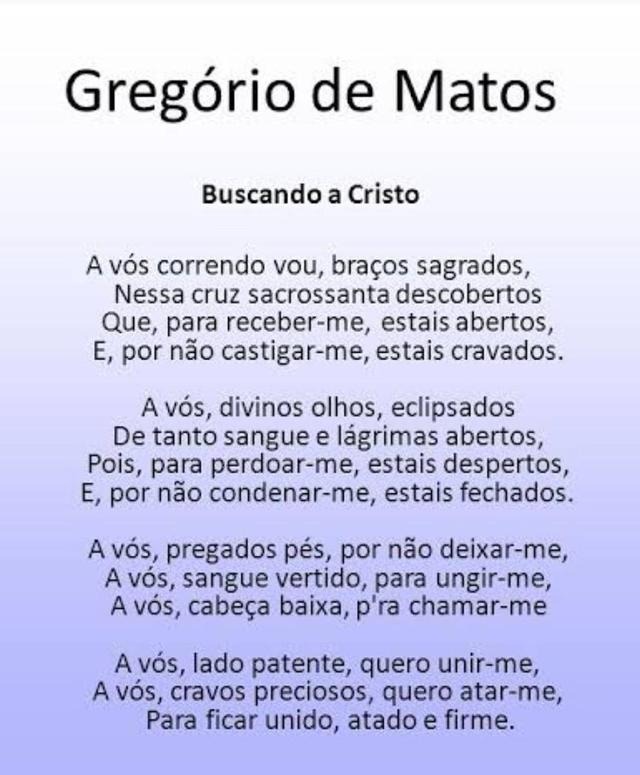 Gregório de Matos
Buscando a Cristo
A vós correndo vou, braços sagrados,
Nessa cruz sacrossanta descobertos
Que, para receber-me, estais abertos,
E, por não castigar-me, estais cravados.
A vós, divinos olhos, eclipsados
De tanto sangue e lágrimas abertos,
Pois, para perdoar-me, estais despertos,
E, por não condenar-me, estais fechados.
A vós, pregados pés, por não deixar-me,
A vós, sangue vertido, para ungir-me,
A vós, cabeça baixa, p'ra chamar-me
A vós, lado patente, quero unir-me,
A vós, cravos preciosos, quero atar-me,
Para ficar unido, atado e firme.